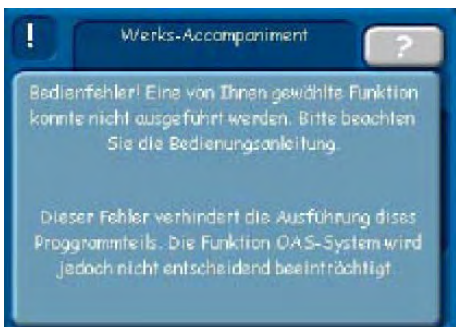 !
Werks-Accompaniment
?
Bedienfehler! Eine von Ihnen gewählte Funktion
konnte nicht ausgeführt werden. Bitte beachten
Sie die Bedienungsanleitung.
Dieser Fehler verhindert die Ausführung dises
Proggrammteils. Die Funktion OAS-System wird
jedoch nicht entscheidend beeinträchtigt.